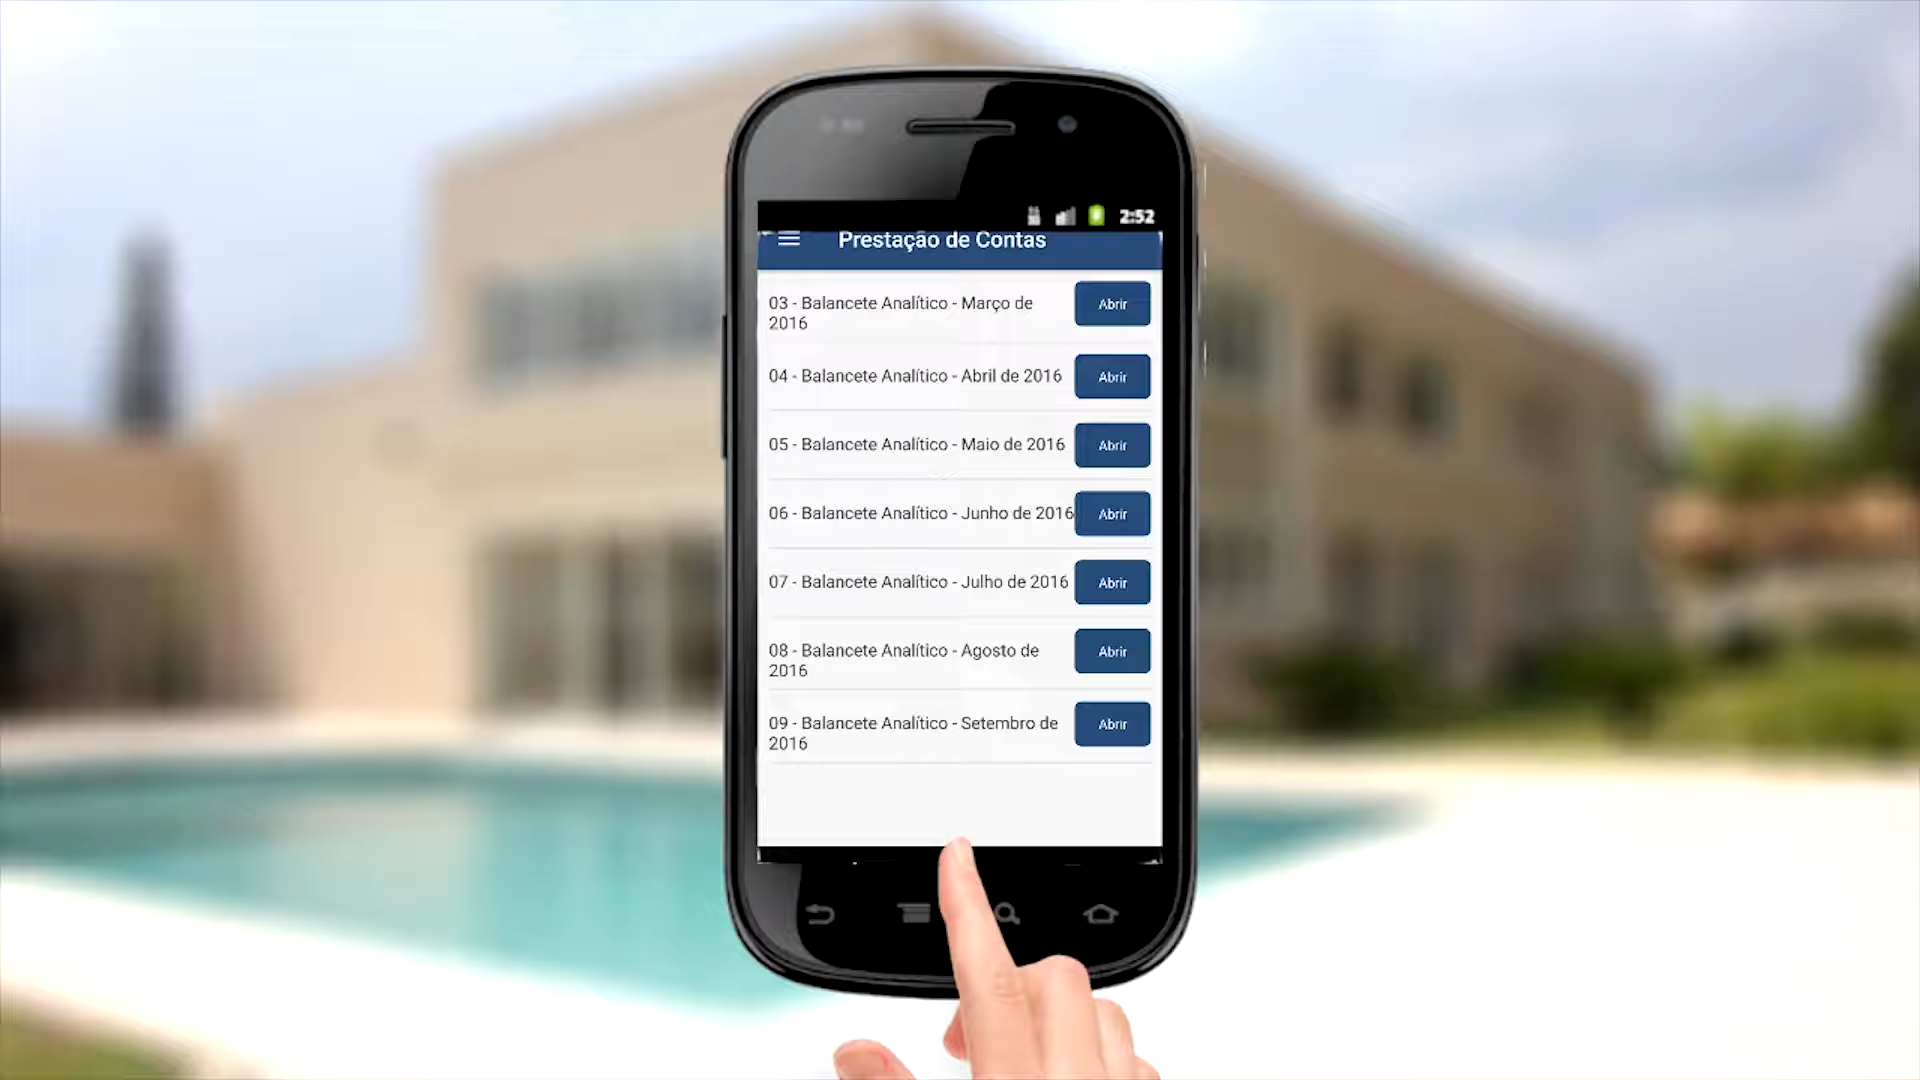 2:52
Prestação de Contas
03 - Balancete Analítico - Março de
2016
Abrir
04 - Balancete Analítico - Abril de 2016
Abrir
05 - Balancete Analítico - Maio de 2016
Abrir
06 - Balancete Analítico - Junho de 2016
Abrir
07 - Balancete Analítico - Julho de 2016
Abrir
08 - Balancete Analítico - Agosto de
2016
Abrir
09 - Balancete Analítico - Setembro de
2016
Abrir